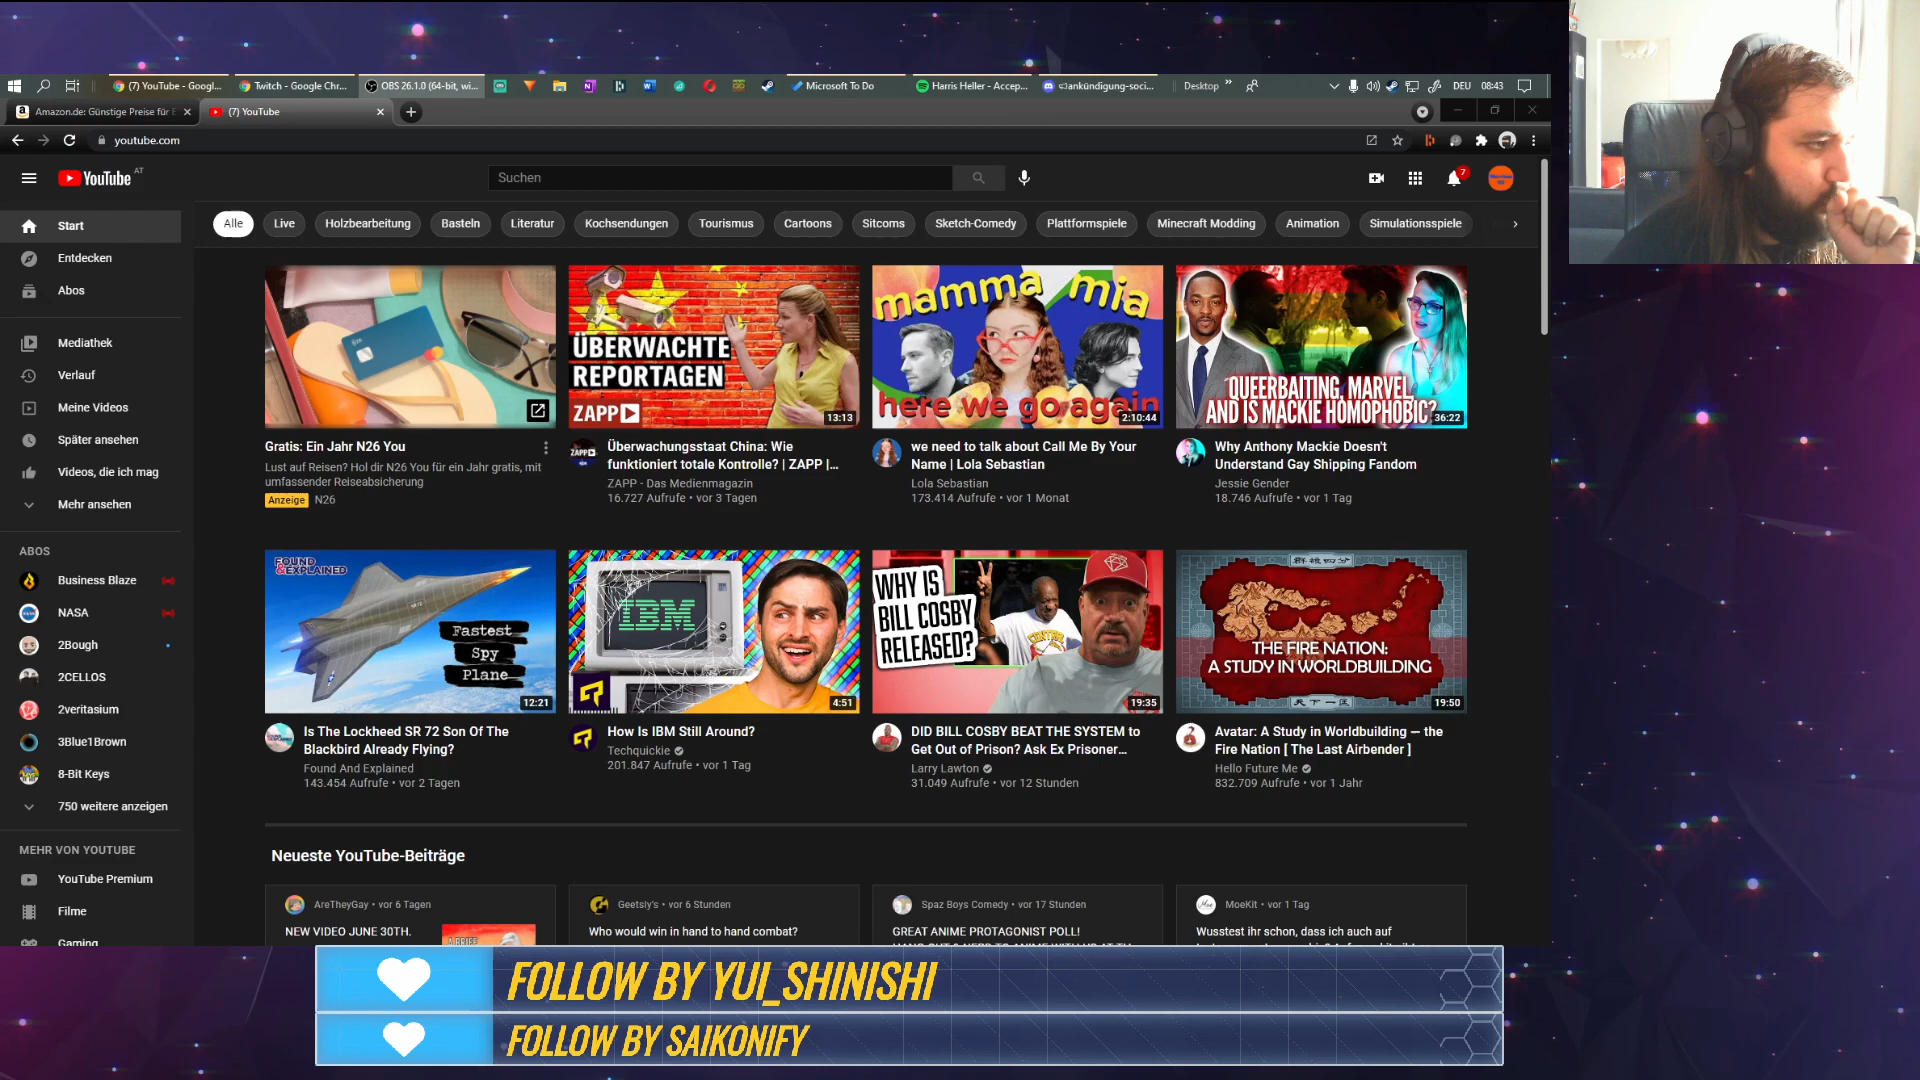 (7) YouTube - Googl...
Twitch - Google Chr...
OBS 26.1.0 (64-bit, wi...
Microsoft To Do
Harris Heller - Accep...
ankündigung-soci...
Desktop
DEU
08:43
Amazon.de: Günstige Preise für E
(7) YouTube
youtube.com
YouTube AT
Suchen
7
Start
Entdecken
Abos
Mediathek
Verlauf
Meine Videos
Später ansehen
Videos, die ich mag
Mehr ansehen
ABOS
Business Blaze
NASA
2Bough
2CELLOS
2veritasium
3Blue1Brown
8-Bit Keys
750 weitere anzeigen
MEHR VON YOUTUBE
YouTube Premium
Filme
Gaming
Alle
Live
Holzbearbeitung
Basteln
Literatur
Kochsendungen
Tourismus
Cartoons
Sitcoms
Sketch-Comedy
Plattformspiele
Minecraft Modding
Animation
Simulationsspiele
Gratis: Ein Jahr N26 You
Lust auf Reisen? Hol dir N26 You für ein Jahr gratis, mit
umfassender Reiseabsicherung
Anzeige N26
ÜBERWACHTE
REPORTAGEN
ZAPP
13:13
Überwachungsstaat China: Wie
funktioniert totale Kontrolle? | ZAPP |...
ZAPP - Das Medienmagazin
16.727 Aufrufe • vor 3 Tagen
mamma mia
here we go again
2:10:44
we need to talk about Call Me By Your
Name | Lola Sebastian
Lola Sebastian
173.414 Aufrufe • vor 1 Monat
QUEERBAITING, MARVEL,
AND IS MACKIE HOMOPHOBIC?
36:22
Why Anthony Mackie Doesn't
Understand Gay Shipping Fandom
Jessie Gender
18.746 Aufrufe • vor 1 Tag
FOUND
& EXPLAINED
Fastest
Spy
Plane
12:21
Is The Lockheed SR 72 Son Of The
Blackbird Already Flying?
Found And Explained
143.454 Aufrufe • vor 2 Tagen
IBM
4:51
How Is IBM Still Around?
Techquickie
201.847 Aufrufe • vor 1 Tag
WHY IS
BILL COSBY
RELEASED?
19:35
DID BILL COSBY BEAT THE SYSTEM to
Get Out of Prison? Ask Ex Prisoner...
Larry Lawton
31.049 Aufrufe • vor 12 Stunden
THE FIRE NATION:
A STUDY IN WORLDBUILDING
19:50
Avatar: A Study in Worldbuilding — the
Fire Nation [ The Last Airbender ]
Hello Future Me
832.709 Aufrufe • vor 1 Jahr
Neueste YouTube-Beiträge
AreTheyGay • vor 6 Tagen
NEW VIDEO JUNE 30TH.
Geetsly's • vor 6 Stunden
Who would win in hand to hand combat?
Spaz Boys Comedy • vor 17 Stunden
GREAT ANIME PROTAGONIST POLL!
MoeKit • vor 1 Tag
Wusstest ihr schon, dass ich auch auf
FOLLOW BY YUI_SHINISHI
FOLLOW BY SAIKONIFY